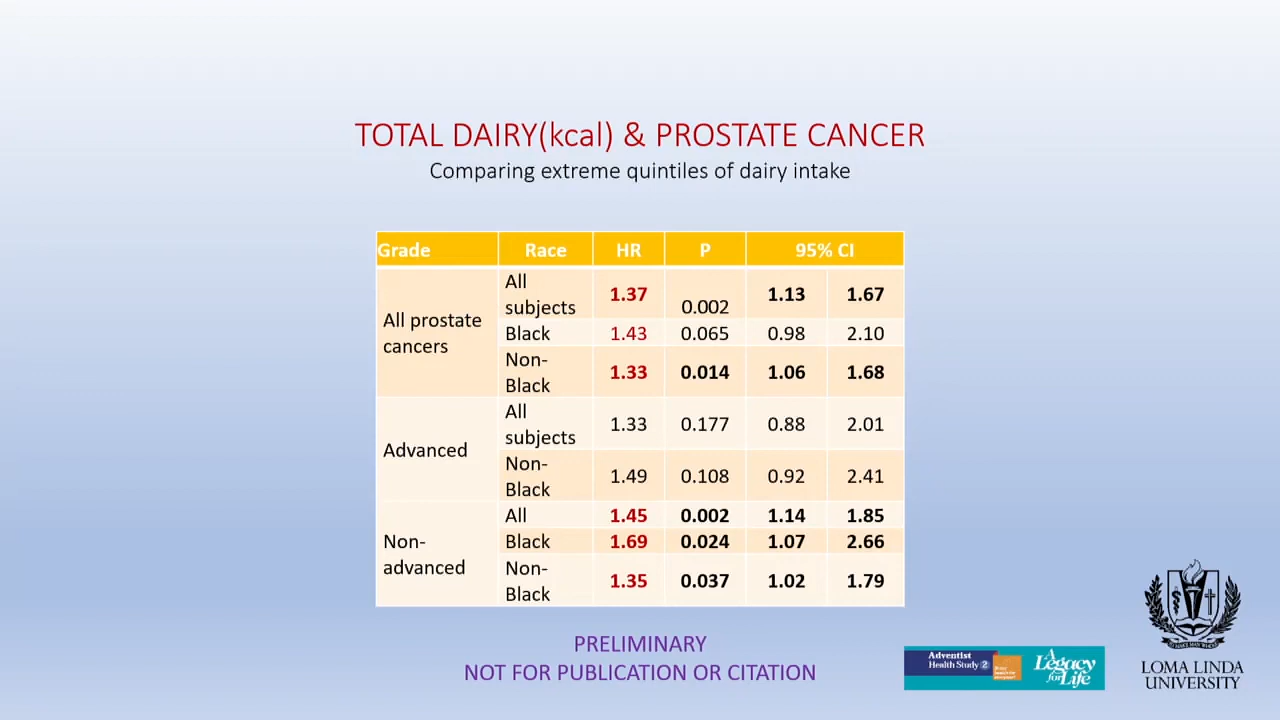 TOTAL DAIRY(kcal) & PROSTATE CANCER
Comparing extreme quintiles of dairy intake
Grade Race HR P 95% CI
All prostate cancers
All subjects 1.37 0.002 1.13 1.67
Black 1.43 0.065 0.98 2.10
Non-Black 1.33 0.014 1.06 1.68
Advanced
All subjects 1.33 0.177 0.88 2.01
Non-Black 1.49 0.108 0.92 2.41
Non-advanced
All 1.45 0.002 1.14 1.85
Black 1.69 0.024 1.07 2.66
Non-Black 1.35 0.037 1.02 1.79
PRELIMINARY
NOT FOR PUBLICATION OR CITATION
Adventist
Health Study 2
A
Legacy
for Life
LOMA LINDA
UNIVERSITY